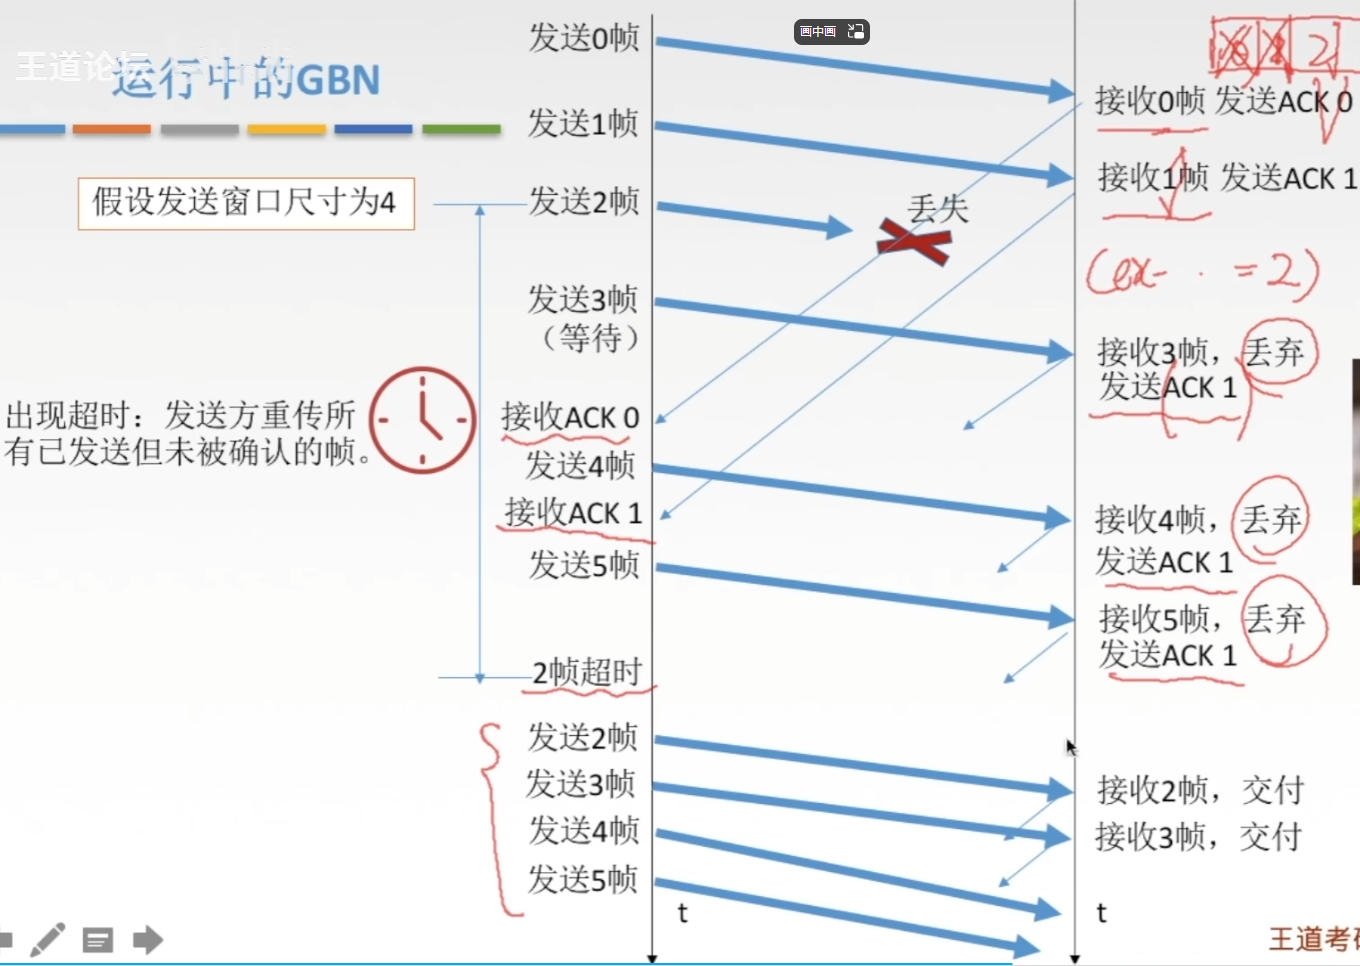 画中画
王道论坛
运行中的GBN
假设发送窗口尺寸为4
出现超时：发送方重传所
有已发送但未被确认的帧。
发送0帧
发送1帧
发送2帧
发送3帧
（等待）
接收ACK 0
发送4帧
接收ACK 1
发送5帧
2帧超时
发送2帧
发送3帧
发送4帧
发送5帧
t
丢失
2
接收0帧 发送ACK 0
接收1帧 发送ACK 1
(ex- · = 2)
接收3帧，丢弃
发送ACK 1
接收4帧，丢弃
发送ACK 1
接收5帧，丢弃
发送ACK 1
接收2帧，交付
接收3帧，交付
t
王道考